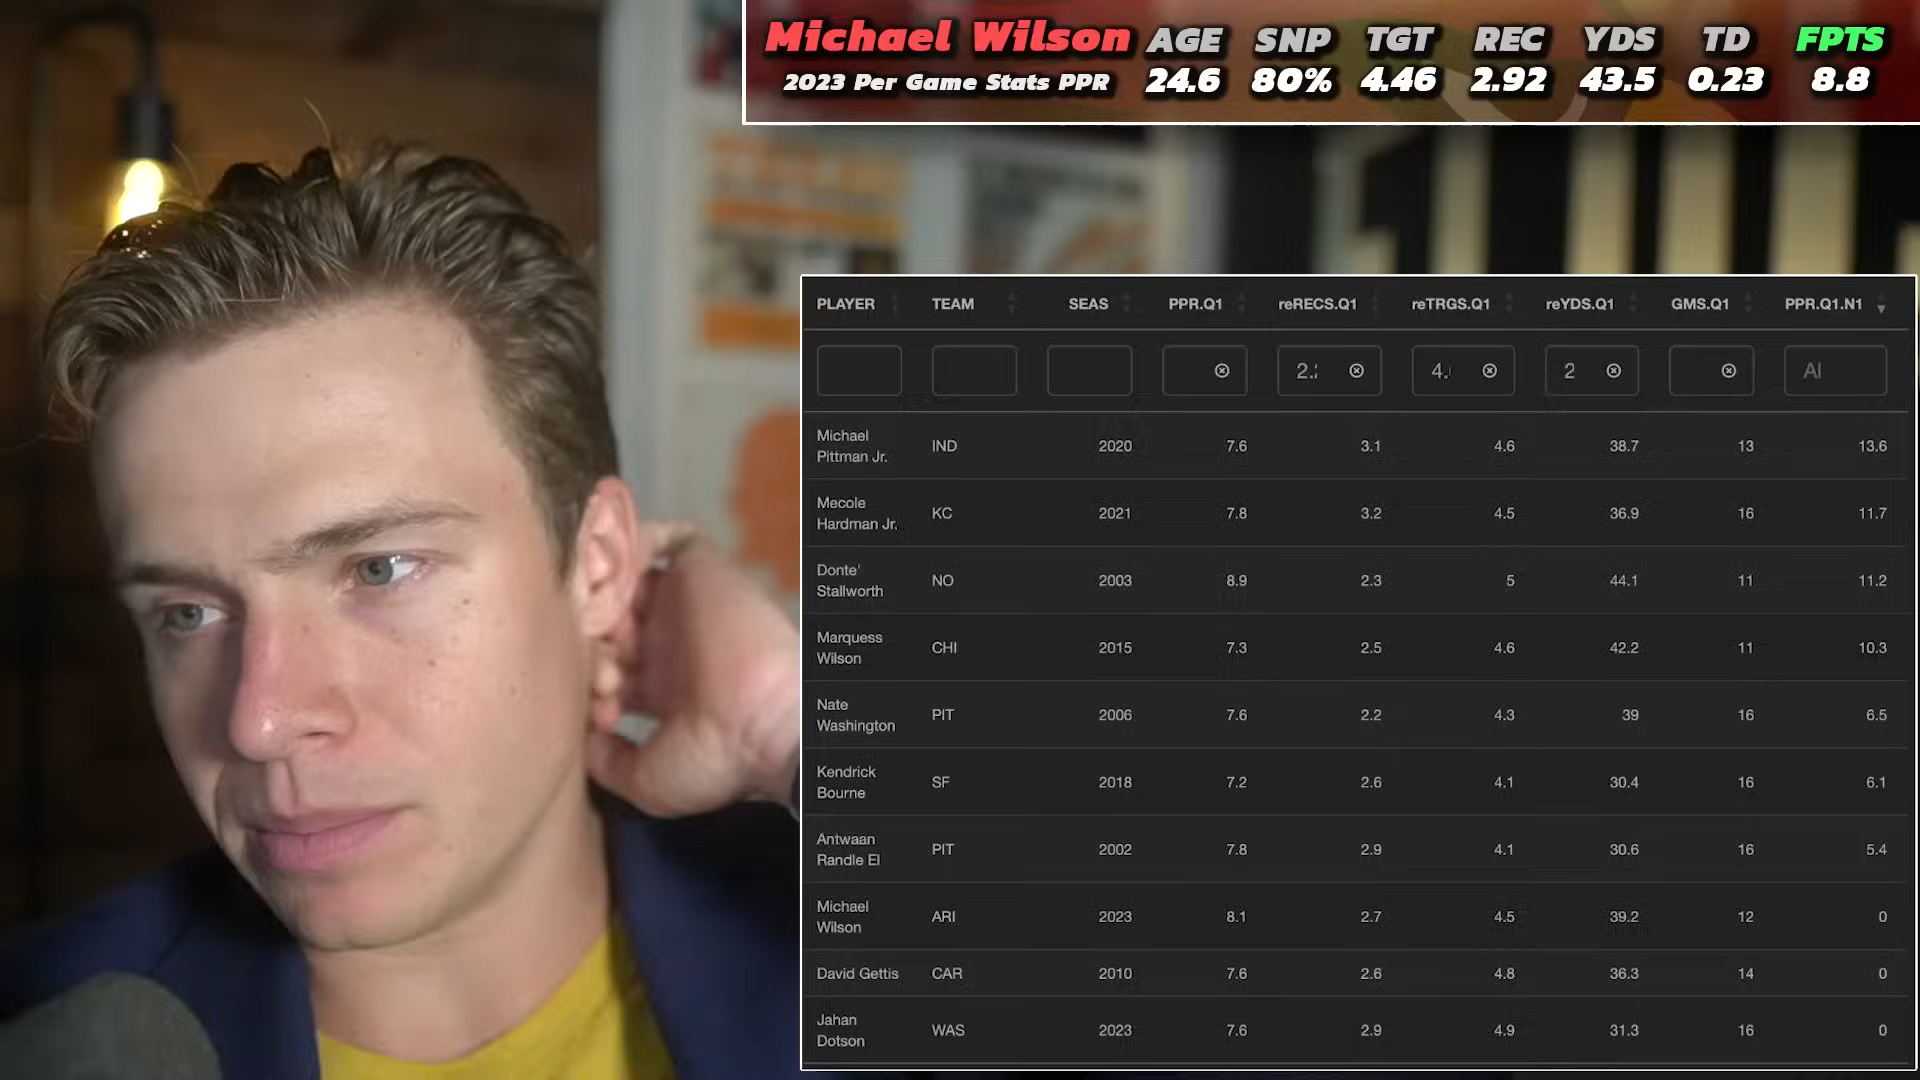 Michael Wilson AGE SNP TGT REC YDS TD FPTS
2023 Per Game Stats PPR 24.6 80% 4.46 2.92 43.5 0.23 8.8
PLAYER TEAM SEAS PPR.Q1 reRECS.Q1 reTRGS.Q1 reYDS.Q1 GMS.Q1 PPR.Q1.N1
2 Al
Michael
Pittman Jr. IND 2020 7.6 3.1 4.6 38.7 13 13.6
Mecole
Hardman Jr. KC 2021 7.8 3.2 4.5 36.9 16 11.7
Donte'
Stallworth NO 2003 8.9 2.3 5 44.1 11 11.2
Marquess
Wilson CHI 2015 7.3 2.5 4.6 42.2 11 10.3
Nate
Washington PIT 2006 7.6 2.2 4.3 39 16 6.5
Kendrick
Bourne SF 2018 7.2 2.6 4.1 30.4 16 6.1
Antwaan
Randle El PIT 2002 7.8 2.9 4.1 30.6 16 5.4
Michael
Wilson ARI 2023 8.1 2.7 4.5 39.2 12 0
David Gettis CAR 2010 7.6 2.6 4.8 36.3 14 0
Jahan
Dotson WAS 2023 7.6 2.9 4.9 31.3 16 0